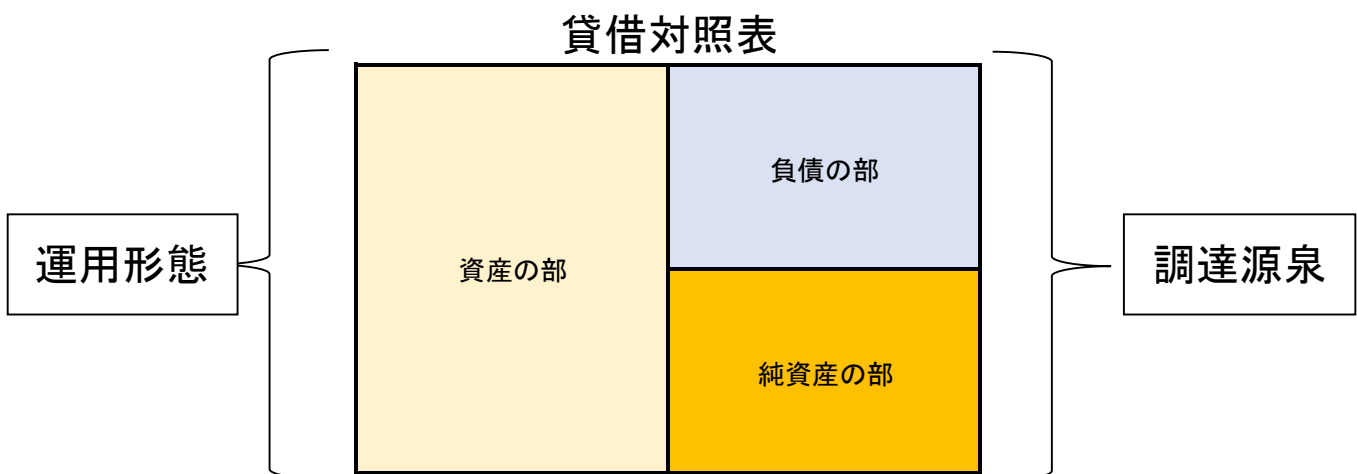 貸借対照表
運用形態
資産の部
負債の部
純資産の部
調達源泉